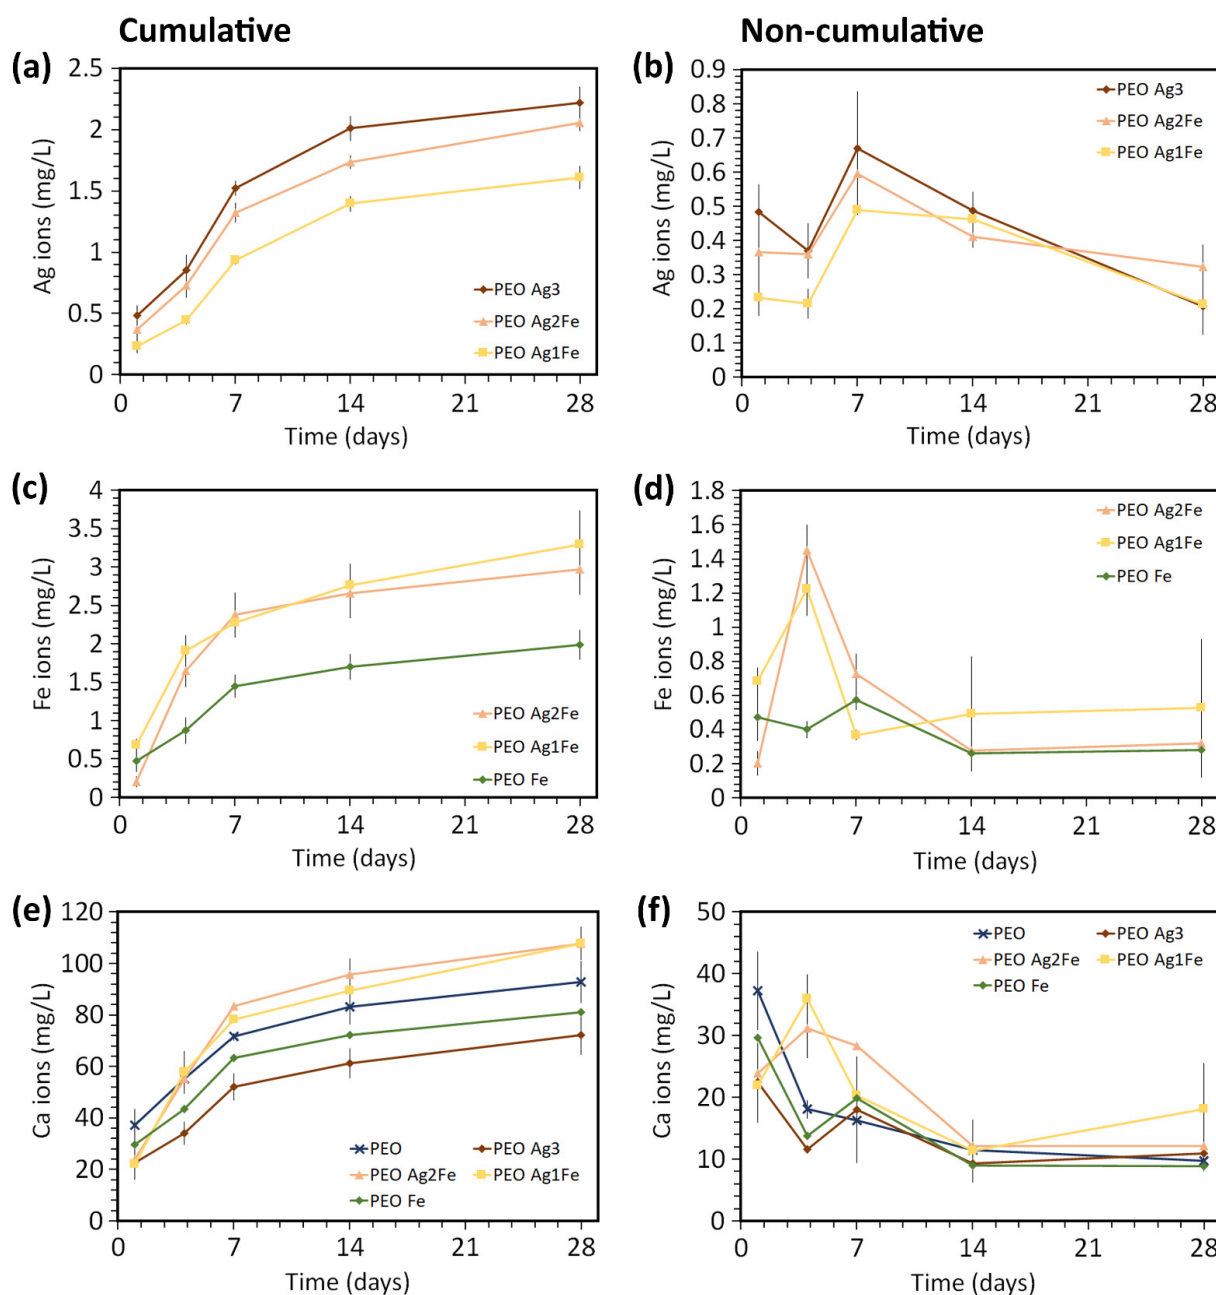 Cumulative
Non-cumulative
(a)
Ag ions (mg/L)
2.5
2
1.5
1
0.5
0
0 7 14 21 28
Time (days)
PEO Ag3
PEO Ag2Fe
PEO Ag1Fe
(b)
Ag ions (mg/L)
0.9
0.8
0.7
0.6
0.5
0.4
0.3
0.2
0.1
0
0 7 14 21 28
Time (days)
PEO Ag3
PEO Ag2Fe
PEO Ag1Fe
(c)
Fe ions (mg/L)
4
3.5
3
2.5
2
1.5
1
0.5
0
0 7 14 21 28
Time (days)
PEO Ag2Fe
PEO Ag1Fe
PEO Fe
(d)
Fe ions (mg/L)
1.8
1.6
1.4
1.2
1
0.8
0.6
0.4
0.2
0
0 7 14 21 28
Time (days)
PEO Ag2Fe
PEO Ag1Fe
PEO Fe
(e)
Ca ions (mg/L)
120
100
80
60
40
20
0
0 7 14 21 28
Time (days)
PEO PEO Ag3
PEO Ag2Fe PEO Ag1Fe
PEO Fe
(f)
Ca ions (mg/L)
50
40
30
20
10
0
0 7 14 21 28
Time (days)
PEO PEO Ag3
PEO Ag2Fe PEO Ag1Fe
PEO Fe